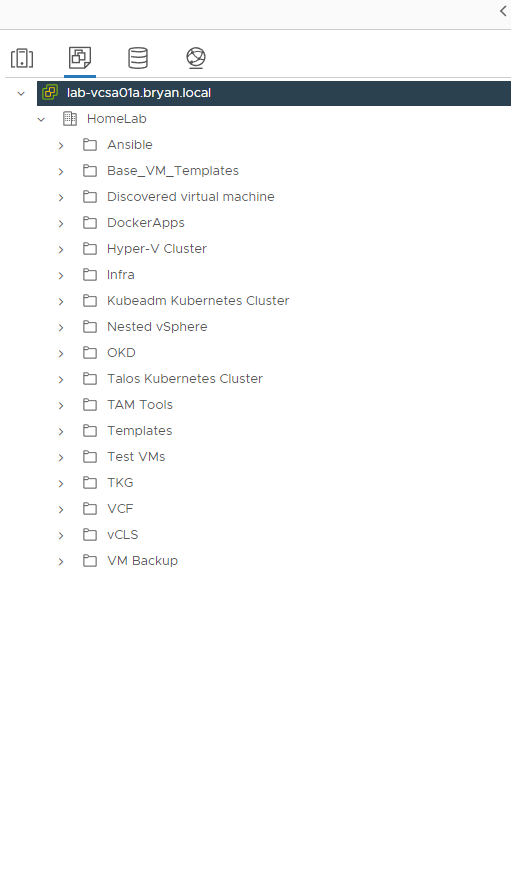 lab-vcsa01a.bryan.local
HomeLab
Ansible
Base_VM_Templates
Discovered virtual machine
DockerApps
Hyper-V Cluster
Infra
Kubeadm Kubernetes Cluster
Nested vSphere
OKD
Talos Kubernetes Cluster
TAM Tools
Templates
Test VMs
TKG
VCF
vCLS
VM Backup